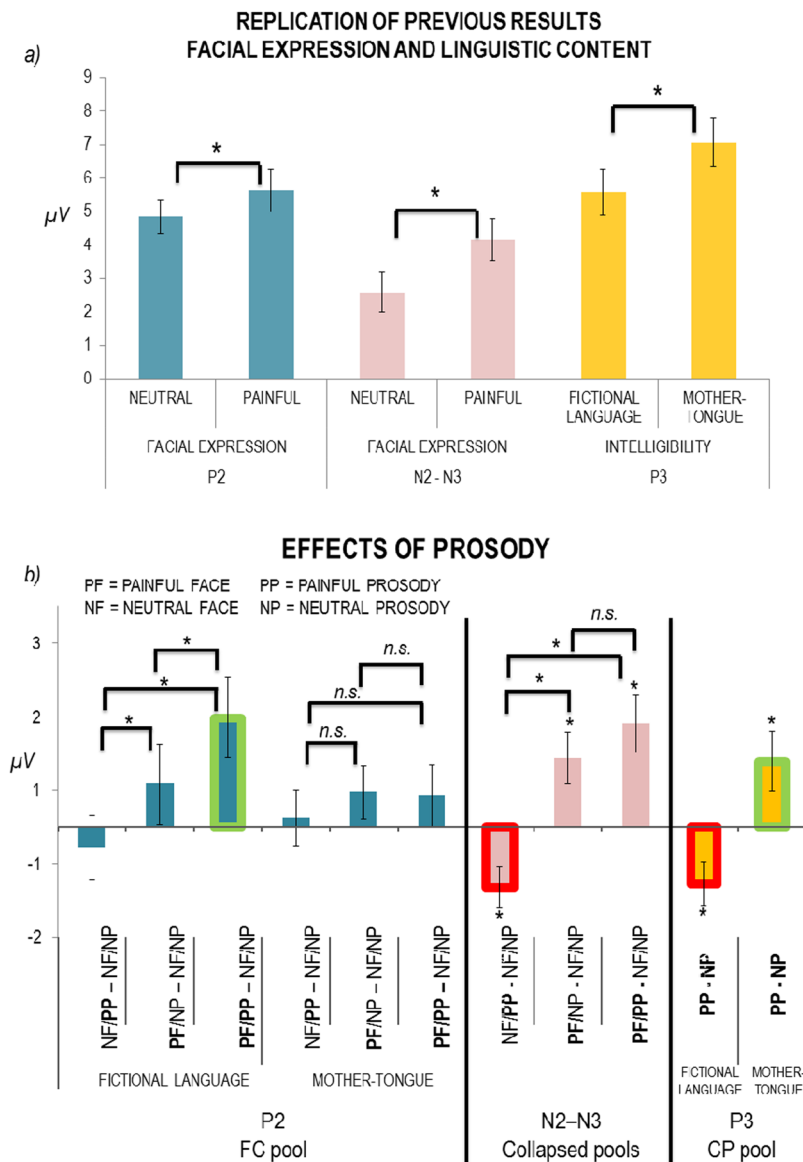 REPLICATION OF PREVIOUS RESULTS
FACIAL EXPRESSION AND LINGUISTIC CONTENT
a)
9
8
7
6
5
4
3
2
1
0
µV
*
*
*
NEUTRAL PAINFUL NEUTRAL PAINFUL FICTIONAL LANGUAGE MOTHER-TONGUE
FACIAL EXPRESSION FACIAL EXPRESSION INTELLIGIBILITY
P2 N2 - N3 P3
EFFECTS OF PROSODY
b)
PF = PAINFUL FACE PP = PAINFUL PROSODY
NF = NEUTRAL FACE NP = NEUTRAL PROSODY
3
2
1
-1
-2
µV
*
*
*
n.s.
n.s.
n.s.
n.s.
*
*
*
*
*
*
*
NF/PP – NF/NP
PF/NP – NF/NP
PF/PP – NF/NP
NF/PP – NF/NP
PF/NP – NF/NP
PF/PP – NF/NP
NF/PP - NF/NP
PF/NP - NF/NP
PF/PP - NF/NP
PP - NP
PP - NP
FICTIONAL LANGUAGE MOTHER-TONGUE FICTIONAL LANGUAGE MOTHER-TONGUE
P2 N2–N3 P3
FC pool Collapsed pools CP pool